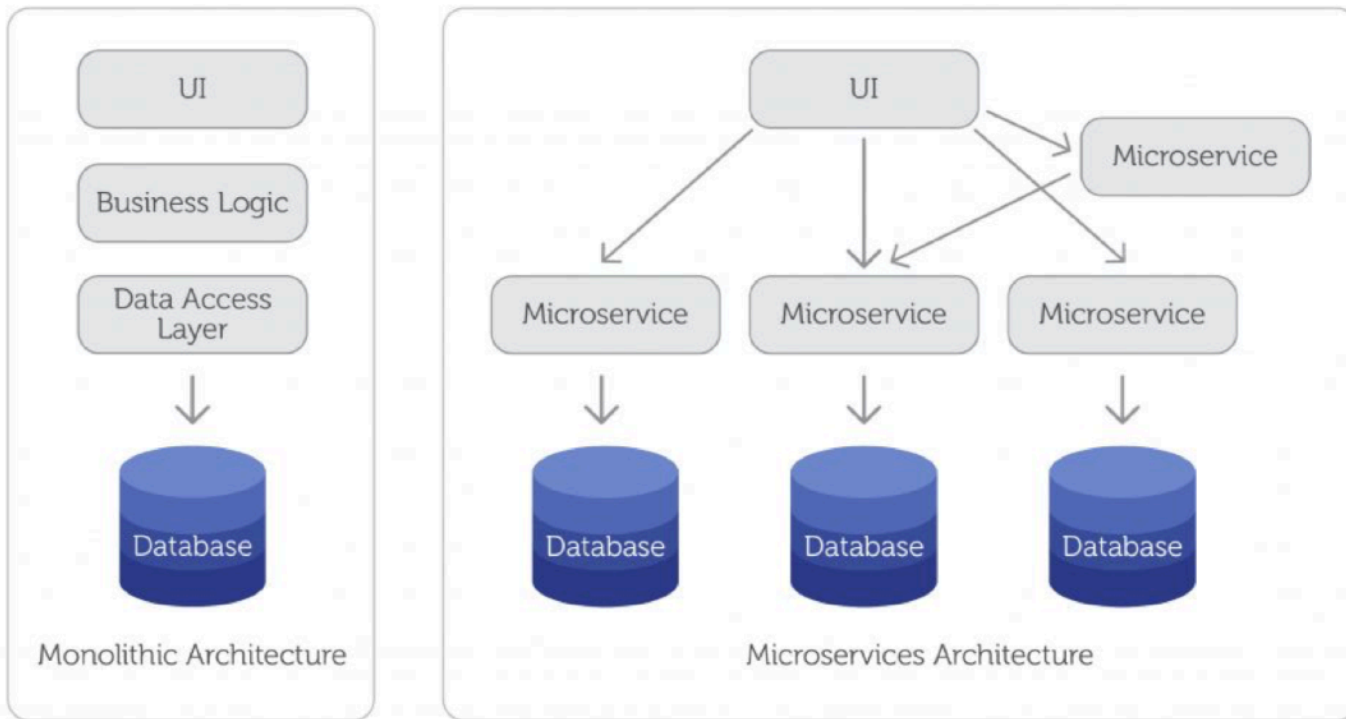 UI
Business Logic
Data Access
Layer
Database
Monolithic Architecture
UI
Microservice
Microservice
Microservice
Microservice
Database
Database
Database
Microservices Architecture